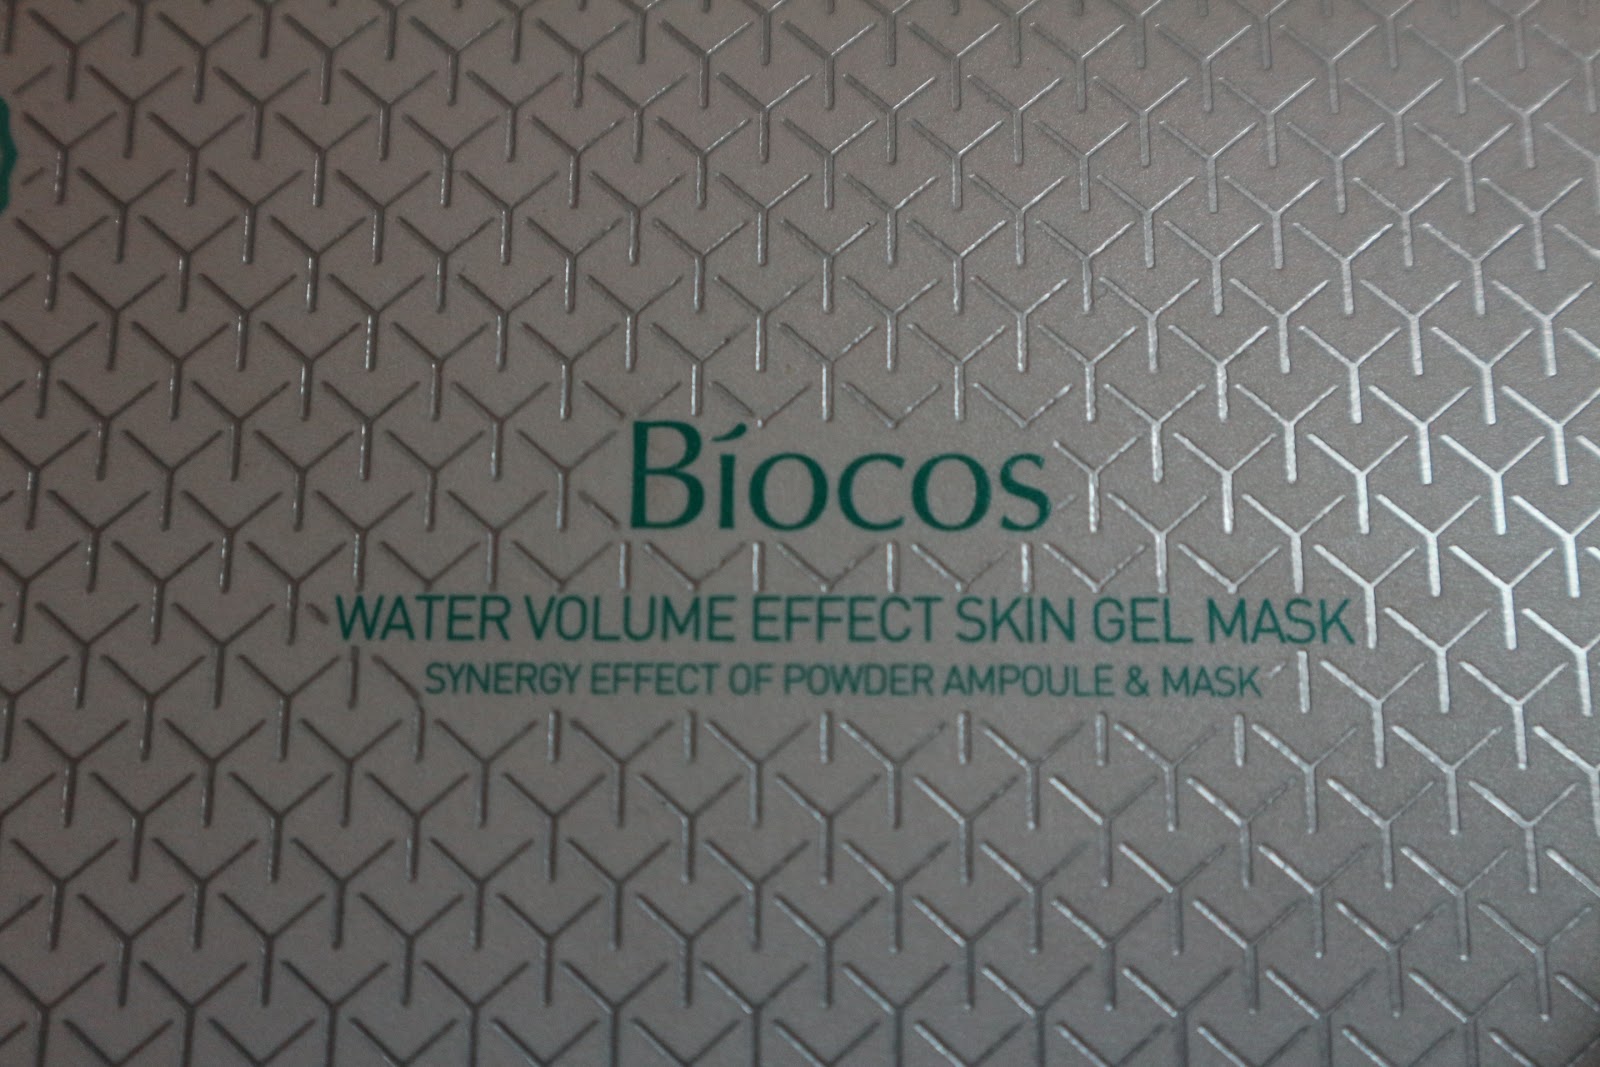 Bíocos
WATER VOLUME EFFECT SKIN GEL MASK
SYNERGY EFFECT OF POWDER AMPOULE & MASK